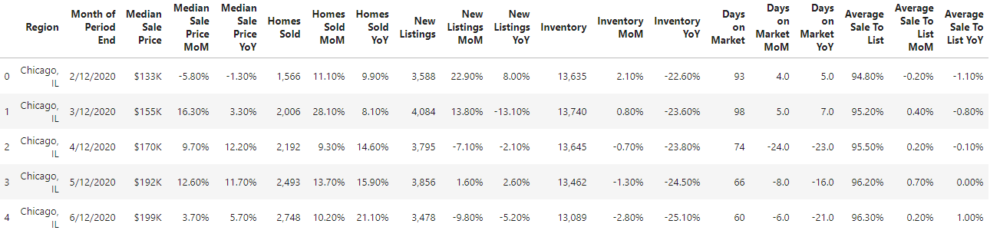 Region Month of Period End Median Sale Price Median Sale Price MoM Median Sale Price YoY Homes Sold Homes Sold MoM Homes Sold YoY New Listings New Listings MoM New Listings YoY Inventory Inventory MoM Inventory YoY Days on Market Days on Market MoM Days on Market YoY Average Sale To List Average Sale To List MoM Average Sale To List YoY
0 Chicago, IL 2/12/2020 $133K -5.80% -1.30% 1,566 11.10% 9.90% 3,588 22.90% 8.00% 13,635 2.10% -22.60% 93 4.0 5.0 94.80% -0.20% -1.10%
1 Chicago, IL 3/12/2020 $155K 16.30% 3.30% 2,006 28.10% 8.10% 4,084 13.80% -13.10% 13,740 0.80% -23.60% 98 5.0 7.0 95.20% 0.40% -0.80%
2 Chicago, IL 4/12/2020 $170K 9.70% 12.20% 2,192 9.30% 14.60% 3,795 -7.10% -2.10% 13,645 -0.70% -23.80% 74 -24.0 -23.0 95.50% 0.20% -0.10%
3 Chicago, IL 5/12/2020 $192K 12.60% 11.70% 2,493 13.70% 15.90% 3,856 1.60% 2.60% 13,462 -1.30% -24.50% 66 -8.0 -16.0 96.20% 0.70% 0.00%
4 Chicago, IL 6/12/2020 $199K 3.70% 5.70% 2,748 10.20% 21.10% 3,478 -9.80% -5.20% 13,089 -2.80% -25.10% 60 -6.0 -21.0 96.30% 0.20% 1.00%